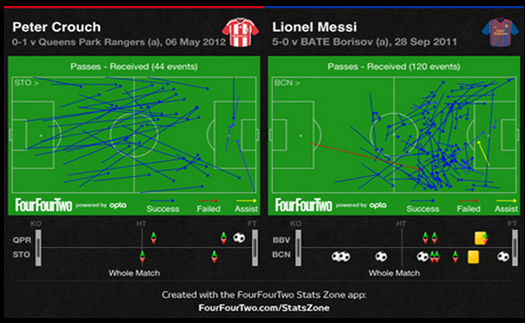 Peter Crouch
0-1 v Queens Park Rangers (a), 06 May 2012
Passes - Received (44 events)
STO >
FourFourTwo powered by opta
Success
Failed
Assist
KO
HT
FT
QPR
STO
Whole Match
Lionel Messi
5-0 v BATE Borisov (a), 28 Sep 2011
Passes - Received (120 events)
BCN >
FourFourTwo powered by opta
Success
Failed
Assist
KO
HT
FT
BBV
BCN
Whole Match
Created with the FourFourTwo Stats Zone app:
FourFourTwo.com/StatsZone